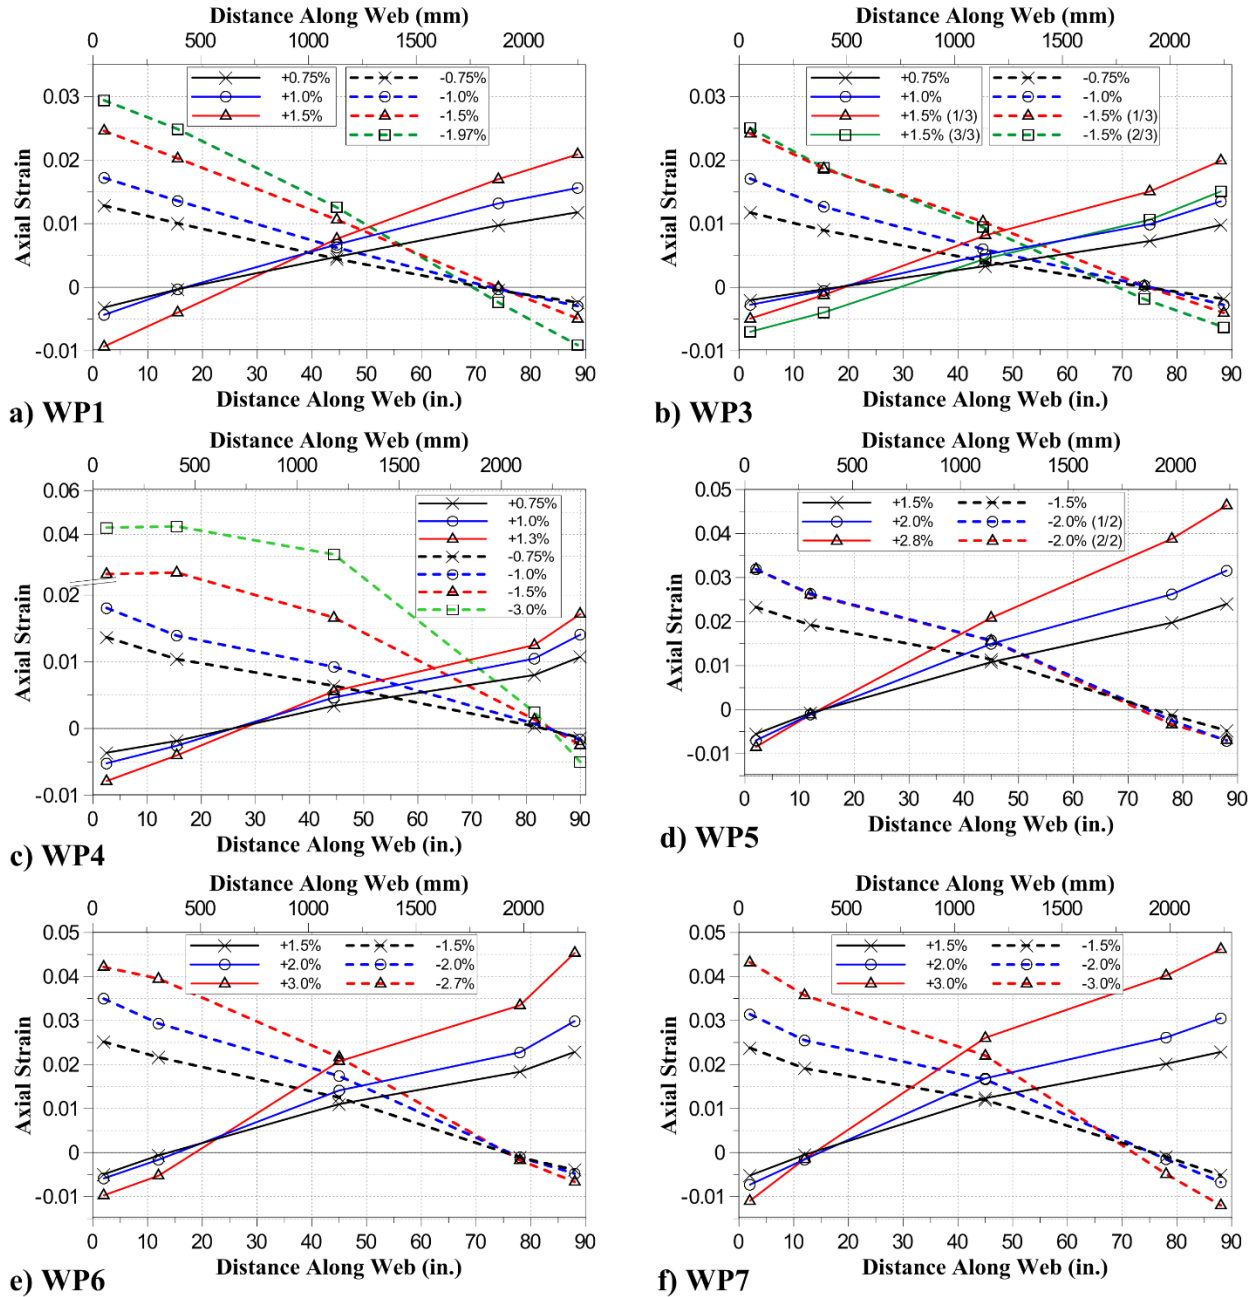 Distance Along Web (mm)
0 500 1000 1500 2000
+0.75% -0.75%
+1.0% -1.0%
+1.5% -1.5%
-1.97%
0.03
0.02
0.01
0
-0.01
Axial Strain
0 10 20 30 40 50 60 70 80 90
Distance Along Web (in.)
a) WP1
Distance Along Web (mm)
0 500 1000 1500 2000
+0.75% -0.75%
+1.0% -1.0%
+1.5% (1/3) -1.5% (1/3)
+1.5% (3/3) -1.5% (2/3)
0.03
0.02
0.01
0
-0.01
Axial Strain
0 10 20 30 40 50 60 70 80 90
Distance Along Web (in.)
b) WP3
Distance Along Web (mm)
0 500 1000 1500 2000
+0.75%
+1.0%
+1.3%
-0.75%
-1.0%
-1.5%
-3.0%
0.06
0.04
0.02
0.01
0
-0.01
Axial Strain
0 10 20 30 40 50 60 70 80 90
Distance Along Web (in.)
c) WP4
Distance Along Web (mm)
0 500 1000 1500 2000
+1.5% -1.5%
+2.0% -2.0% (1/2)
+2.8% -2.0% (2/2)
0.05
0.04
0.03
0.02
0.01
0
-0.01
Axial Strain
0 10 20 30 40 50 60 70 80 90
Distance Along Web (in.)
d) WP5
Distance Along Web (mm)
0 500 1000 1500 2000
+1.5% -1.5%
+2.0% -2.0%
+3.0% -2.7%
0.05
0.04
0.03
0.02
0.01
0
-0.01
Axial Strain
0 10 20 30 40 50 60 70 80 90
Distance Along Web (in.)
e) WP6
Distance Along Web (mm)
0 500 1000 1500 2000
+1.5% -1.5%
+2.0% -2.0%
+3.0% -3.0%
0.05
0.04
0.03
0.02
0.01
0
-0.01
Axial Strain
0 10 20 30 40 50 60 70 80 90
Distance Along Web (in.)
f) WP7